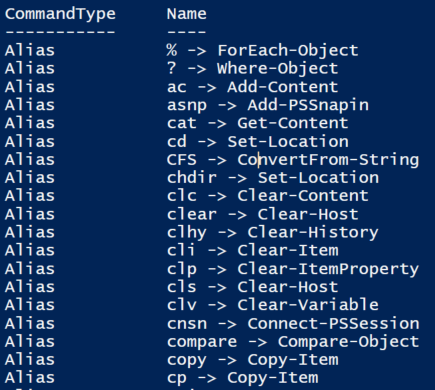 CommandType Name
----------- ----
Alias % -> ForEach-Object
Alias ? -> Where-Object
Alias ac -> Add-Content
Alias asnp -> Add-PSSnapin
Alias cat -> Get-Content
Alias cd -> Set-Location
Alias CFS -> ConvertFrom-String
Alias chdir -> Set-Location
Alias clc -> Clear-Content
Alias clear -> Clear-Host
Alias clhy -> Clear-History
Alias cli -> Clear-Item
Alias clp -> Clear-ItemProperty
Alias cls -> Clear-Host
Alias clv -> Clear-Variable
Alias cnsn -> Connect-PSSession
Alias compare -> Compare-Object
Alias copy -> Copy-Item
Alias cp -> Copy-Item